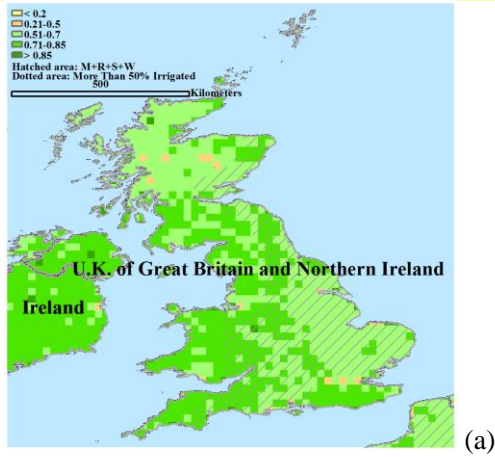 < 0.2
0.21-0.5
0.51-0.7
0.71-0.85
> 0.85
Hatched area: M+R+S+W
Dotted area: More Than 50% Irrigated
500
Kilometers
U.K. of Great Britain and Northern Ireland
Ireland
(a)